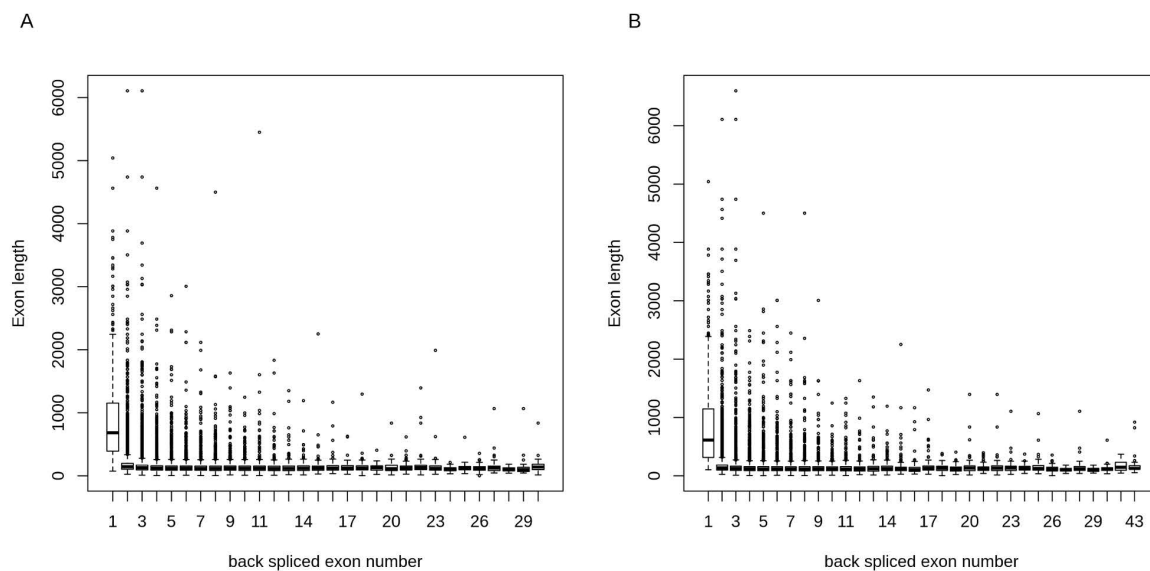 A
B
Exon length
0 1000 2000 3000 4000 5000 6000
1 3 5 7 9 11 14 17 20 23 26 29
back spliced exon number
Exon length
0 1000 2000 3000 4000 5000 6000
1 3 5 7 9 11 14 17 20 23 26 29 43
back spliced exon number